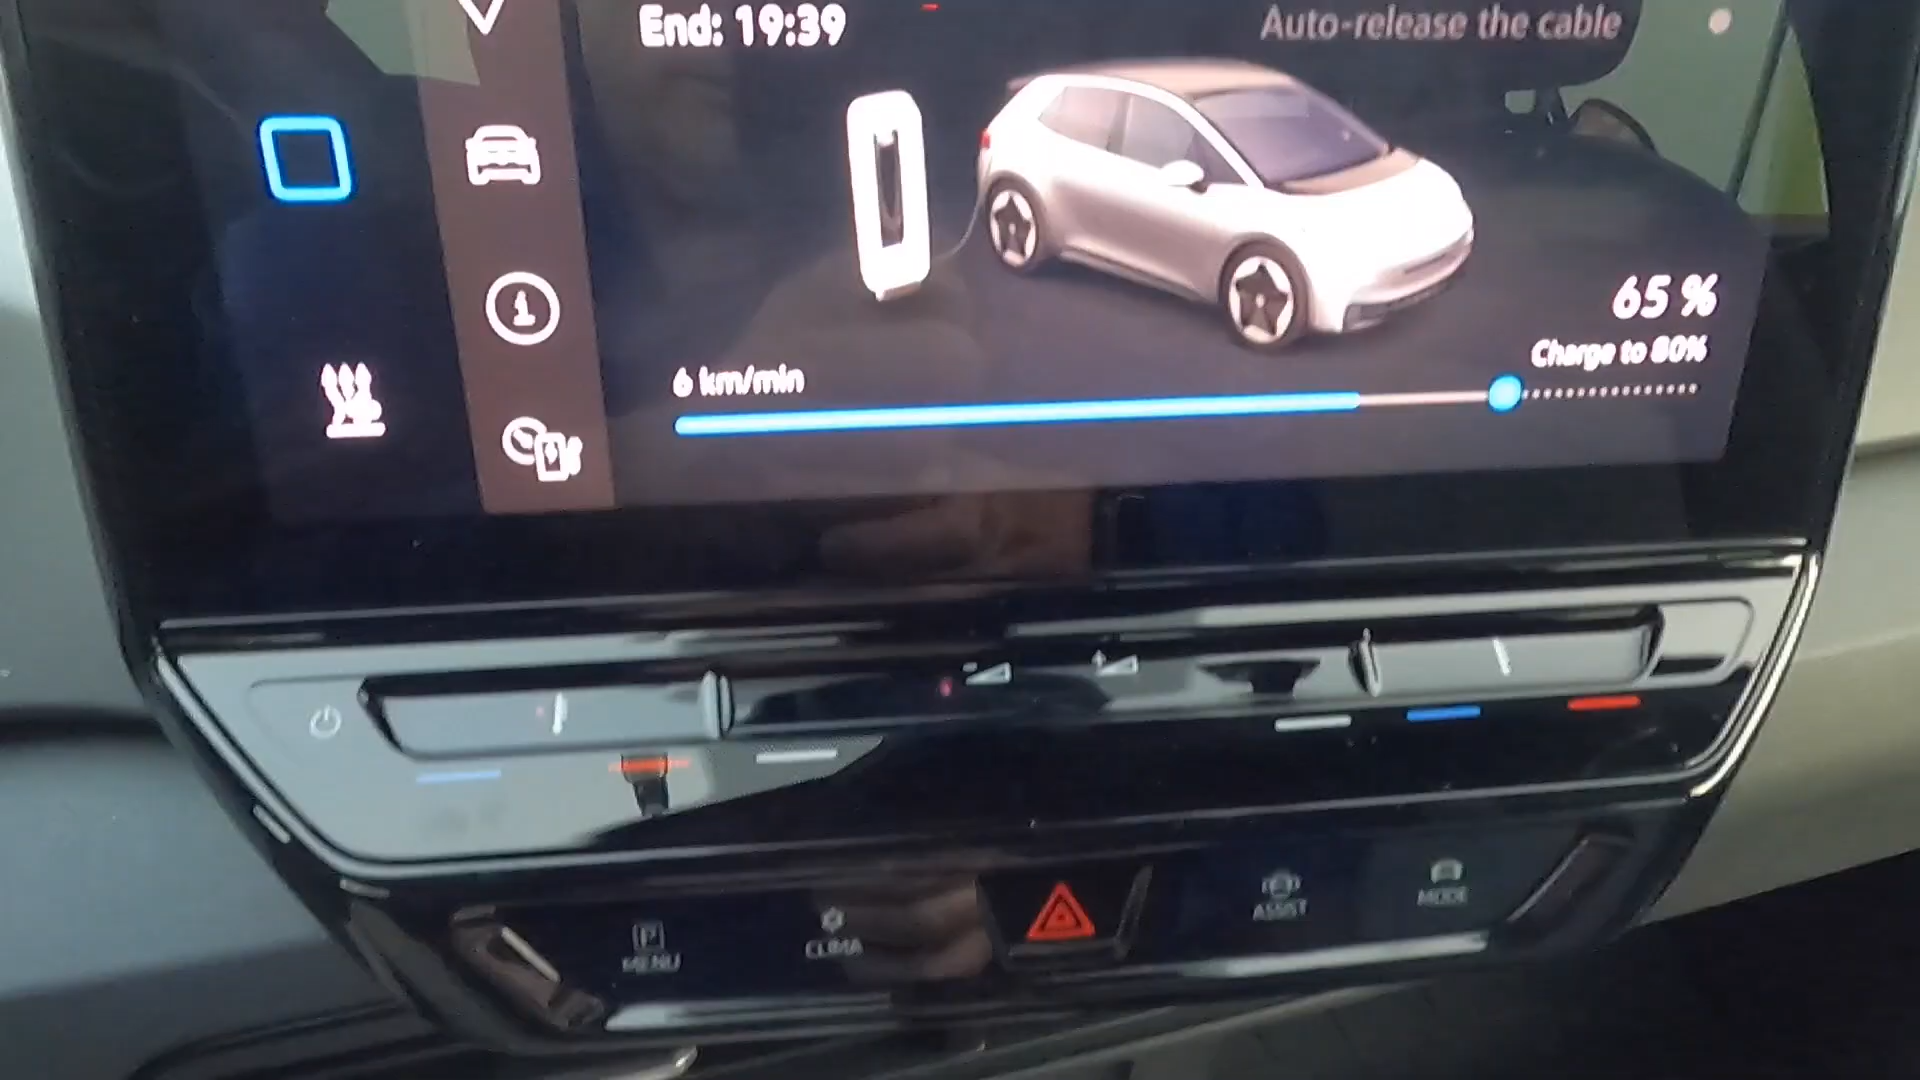 End: 19:39
Auto-release the cable
65 %
Charge to 80%
6 km/min
P
MENU
CLIMA
ASSIST
MODE